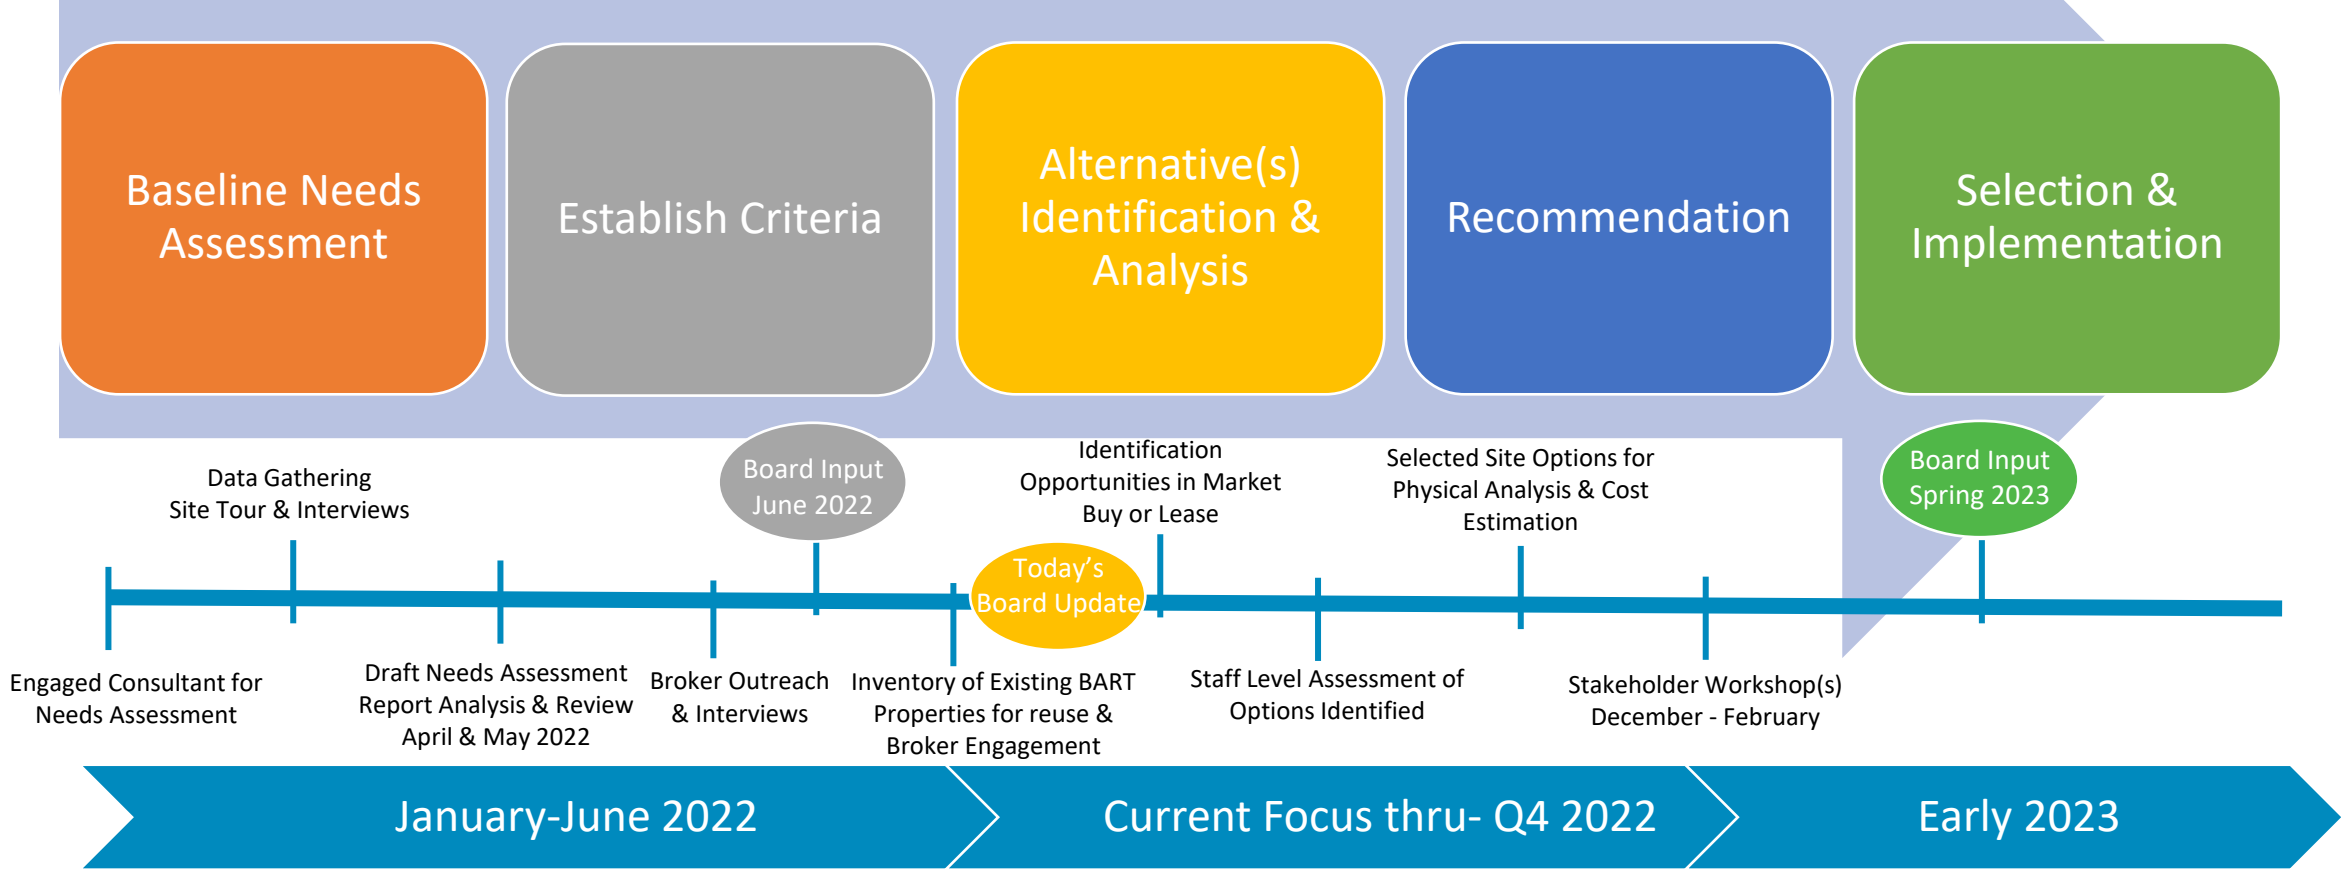 Baseline Needs
Assessment
Establish Criteria
Alternative(s)
Identification &
Analysis
Recommendation
Selection &
Implementation
Data Gathering
Site Tour & Interviews
Board Input
June 2022
Identification
Opportunities in Market
Buy or Lease
Selected Site Options for
Physical Analysis & Cost
Estimation
Board Input
Spring 2023
Today's
Board Update
Engaged Consultant for
Needs Assessment
Draft Needs Assessment
Report Analysis & Review
April & May 2022
Broker Outreach
& Interviews
Inventory of Existing BART
Properties for reuse &
Broker Engagement
Staff Level Assessment of
Options Identified
Stakeholder Workshop(s)
December - February
January-June 2022
Current Focus thru- Q4 2022
Early 2023